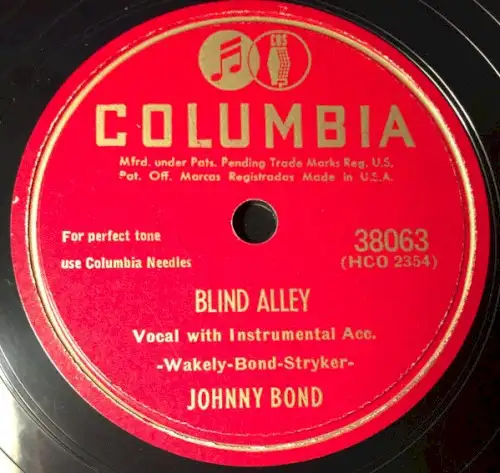 CBS
COLUMBIA
Mfrd. under Pats. Pending Trade Marks Reg. U.S.
Pat. Off. Marcas Registradas Made in U.S.A.
For perfect tone
use Columbia Needles
38063
(HCO 2354)
BLIND ALLEY
Vocal with Instrumental Acc.
-Wakely-Bond-Stryker-
JOHNNY BOND